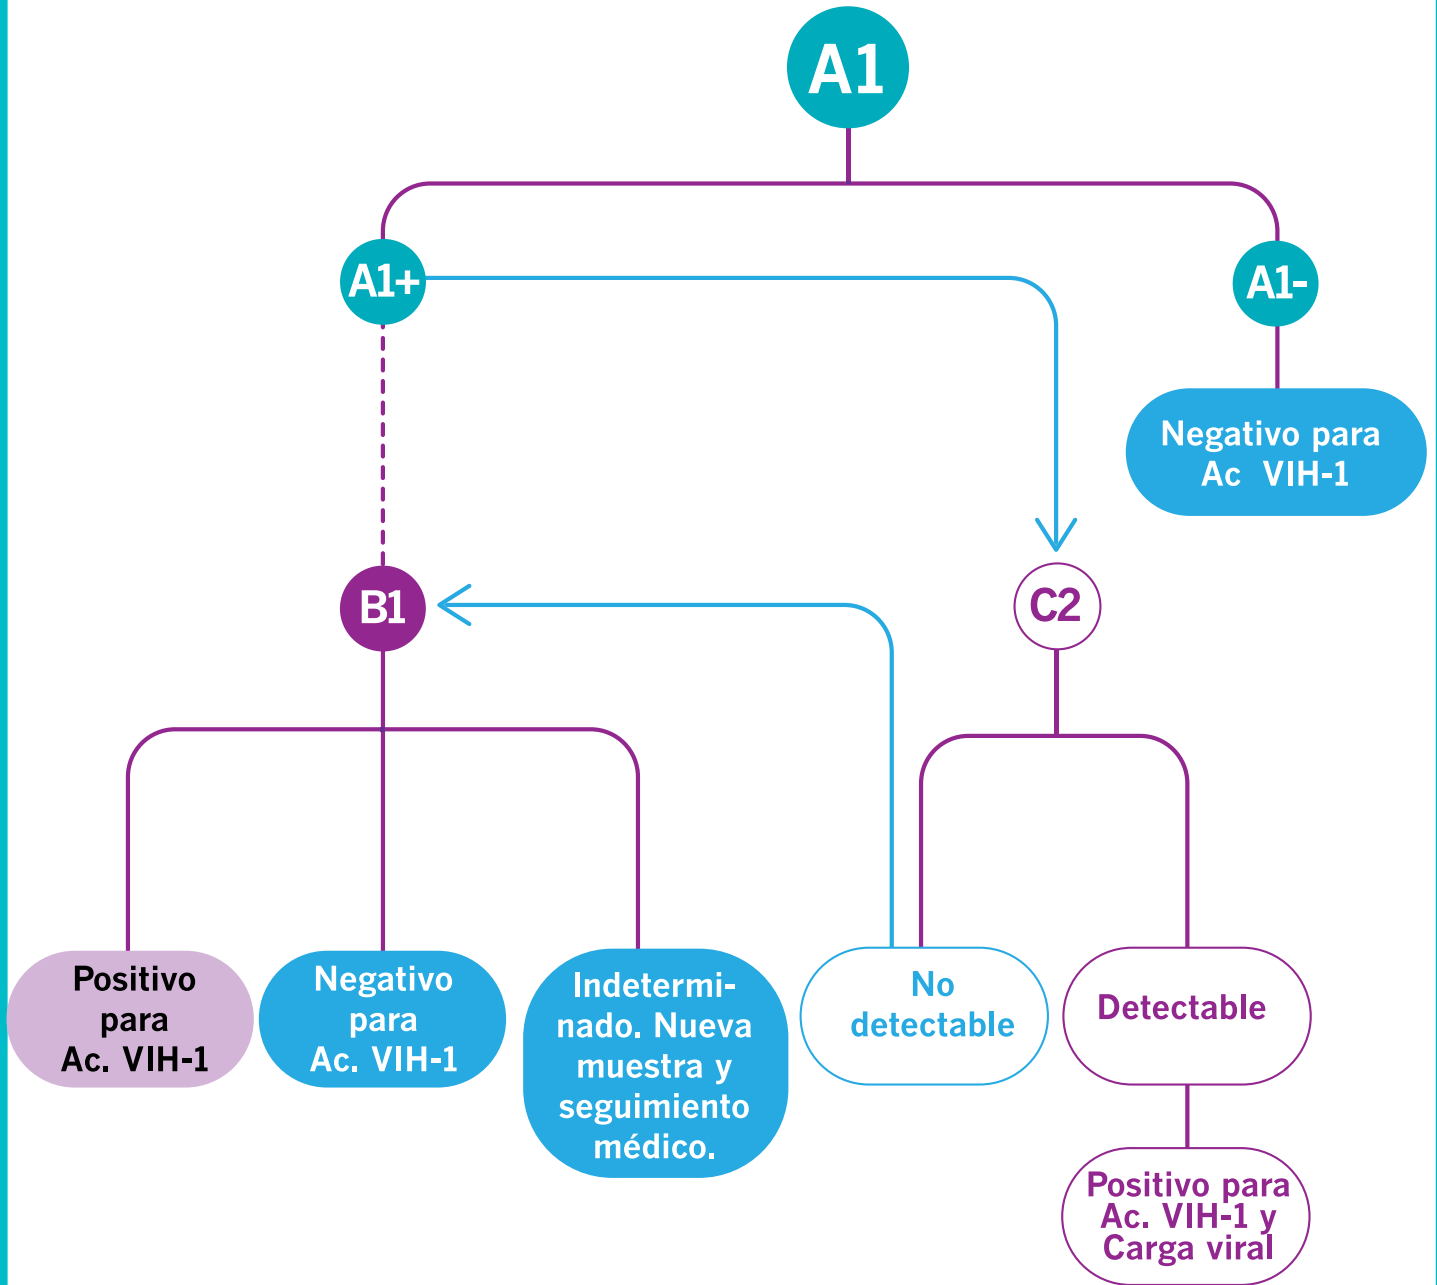 A1
A1+
A1-
Negativo para
Ac VIH-1
B1
C2
Positivo
para
Ac. VIH-1
Negativo
para
Ac. VIH-1
Indetermi-
nado. Nueva
muestra y
seguimiento
médico.
No
detectable
Detectable
Positivo para
Ac. VIH-1 y
Carga viral